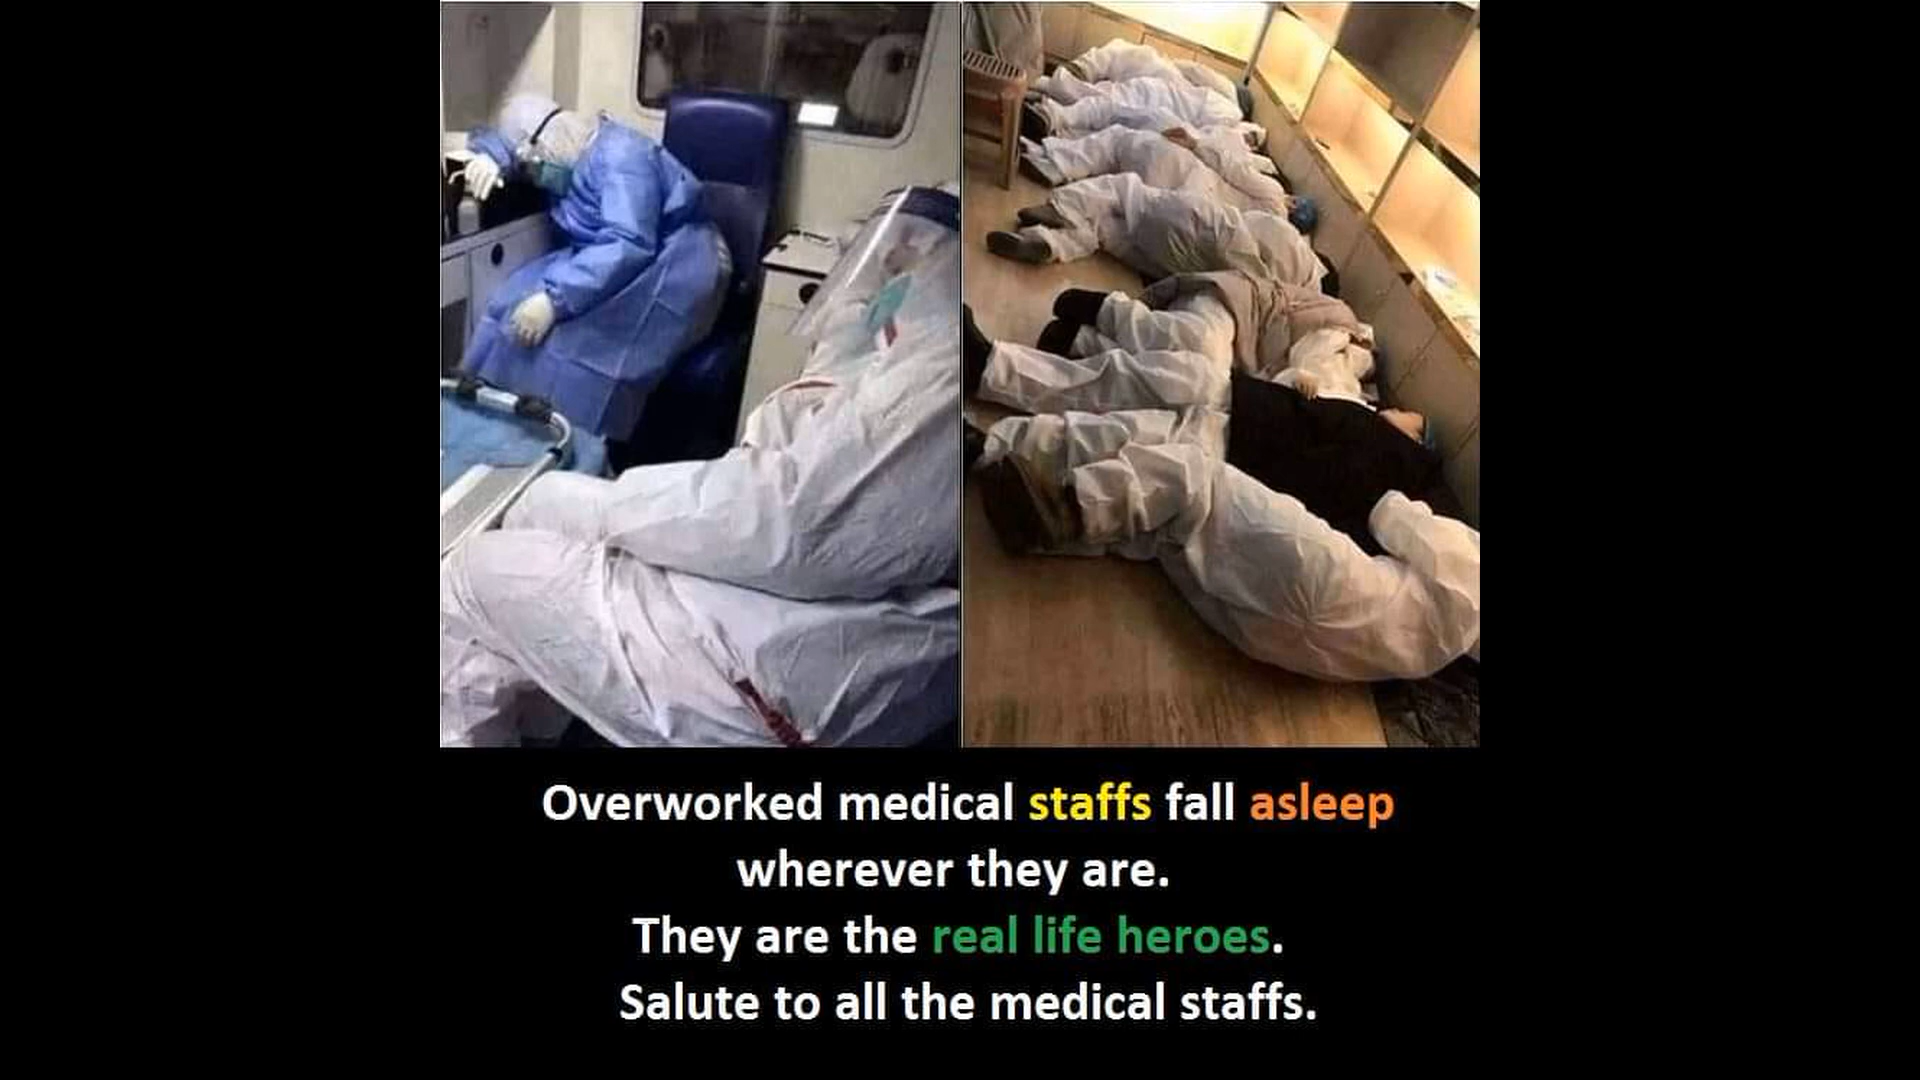 Overworked medical staffs fall asleep
wherever they are.
They are the real life heroes.
Salute to all the medical staffs.